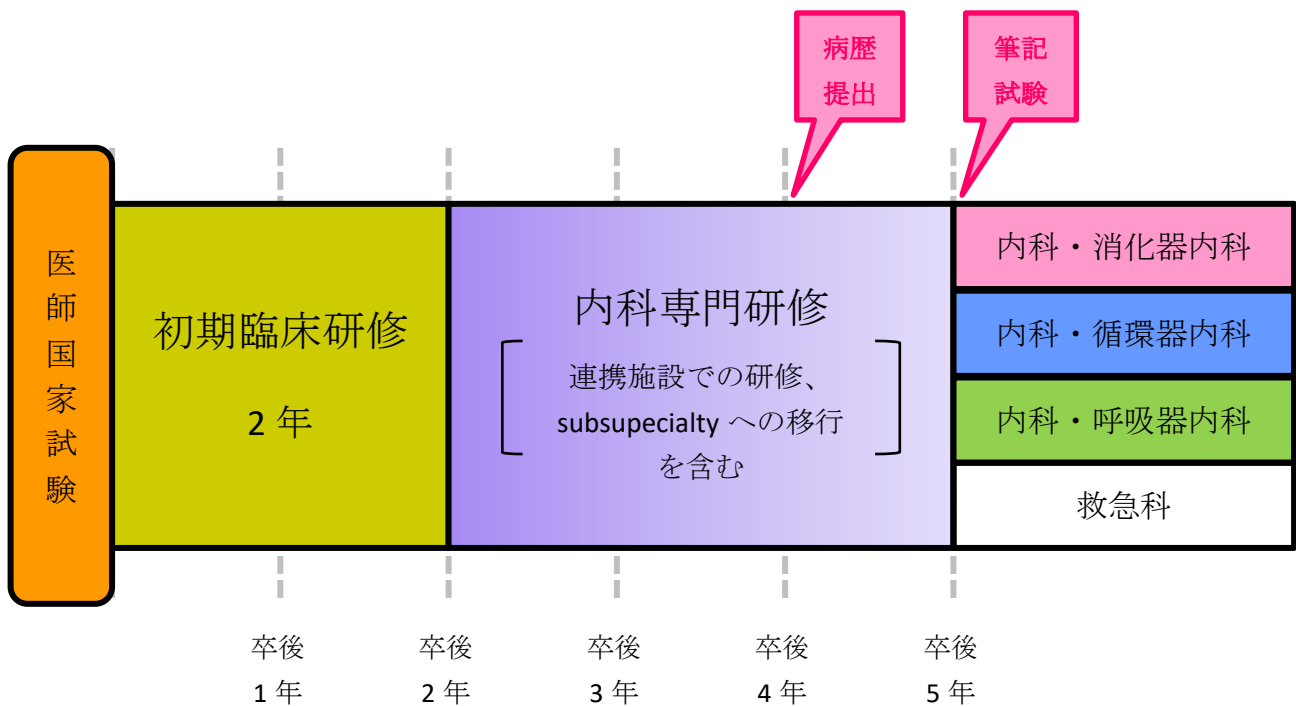 病歴
提出
筆記
試験
医師国家試験
初期臨床研修
2 年
内科専門研修
連携施設での研修、
subsupecialty への移行
を含む
内科・消化器内科
内科・循環器内科
内科・呼吸器内科
救急科
卒後
1 年
卒後
2 年
卒後
3 年
卒後
4 年
卒後
5 年